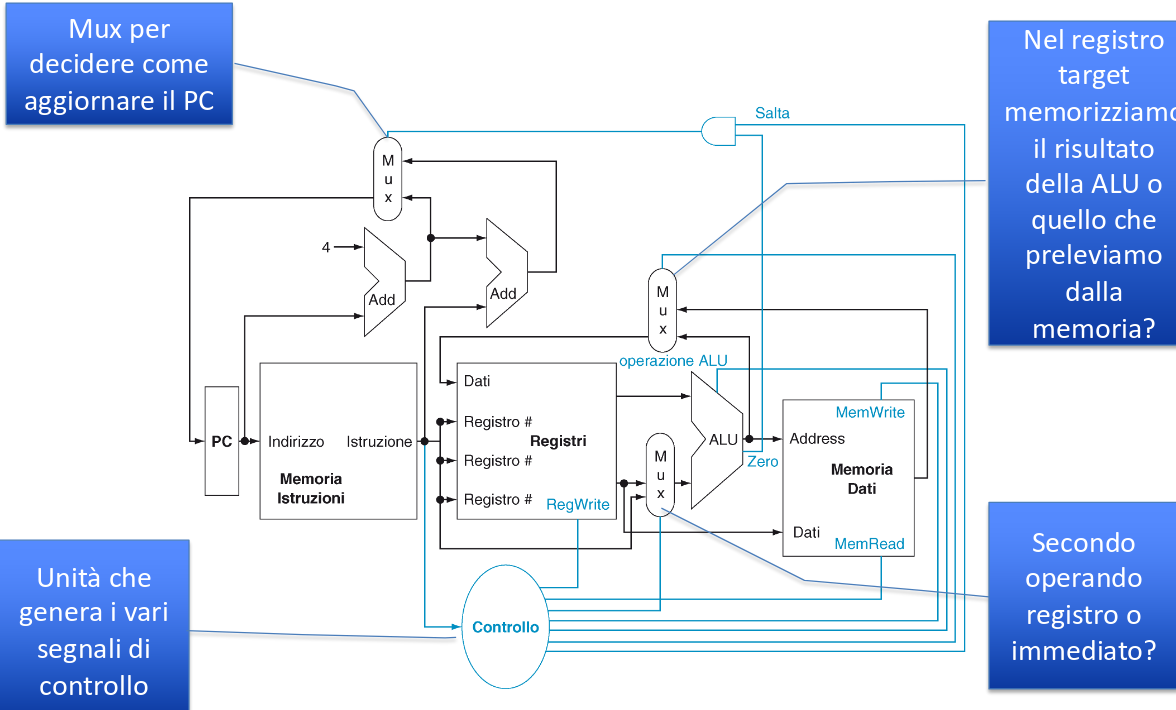 Mux per
decidere come
aggiornare il PC
Nel registro
target
memorizziamo
il risultato
della ALU o
quello che
preleviamo
dalla
memoria?
Salta
M
u
x
4
Add
Add
M
u
x
operazione ALU
Dati
Registro #
Registri
Registro #
Registro #
RegWrite
PC
Indirizzo
Istruzione
Memoria
Istruzioni
M
u
x
ALU
Zero
MemWrite
Address
Memoria
Dati
Dati
MemRead
Controllo
Unità che
genera i vari
segnali di
controllo
Secondo
operando
registro o
immediato?